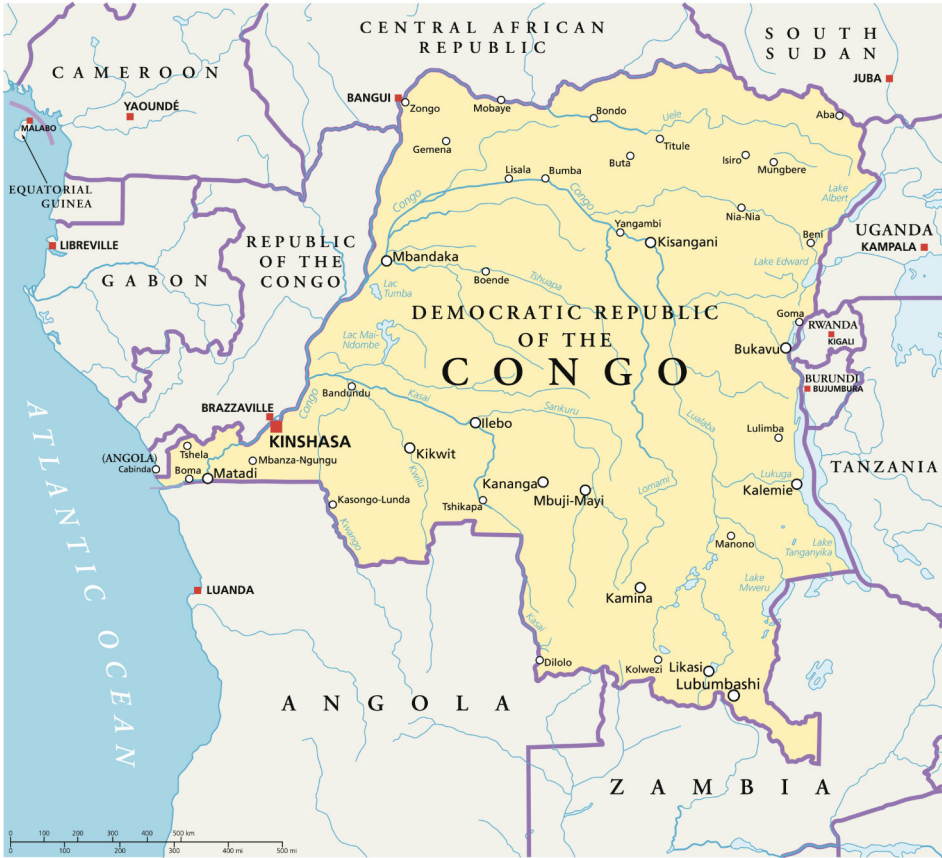 CENTRAL AFRICAN
REPUBLIC
SOUTH
SUDAN
CAMEROON
JUBA
BANGUI
Zongo
Mobaye
Bondo
Aba
YAOUNDÉ
MALABO
Uele
Gemena
Titule
Buta
Isiro
Mungbere
EQUATORIAL
GUINEA
Lisala
Bumba
Congo
Congo
Lake
Albert
Nia-Nia
Yangambi
Kisangani
Beni
UGANDA
KAMPALA
LIBREVILLE
REPUBLIC
OF THE
CONGO
GABON
Mbandaka
Lake Edward
Boende
Tshuapa
Lac
Tumba
DEMOCRATIC REPUBLIC
OF THE
CONGO
Goma
RWANDA
KIGALI
Lac Mai-
Ndombe
Bukavu
BURUNDI
BUJUMBURA
Bandundu
Kasai
Congo
BRAZZAVILLE
KINSHASA
Sankuru
Ilebo
Lualaba
Lulimba
ATLANTIC OCEAN
(ANGOLA)
Cabinda
Tshela
Boma
Matadi
Mbanza-Ngungu
Kikwit
Kwilu
Kananga
Mbuji-Mayi
Lomami
Lukuga
Kalemie
TANZANIA
Kasongo-Lunda
Tshikapa
Kwango
Manono
Lake
Tanganyika
Lake
Mweru
LUANDA
Kamina
Kasai
Dilolo
Kolwezi
Likasi
Lubumbashi
ANGOLA
ZAMBIA
0 100 200 300 400 500 km
0 300 400 mi 500 mi